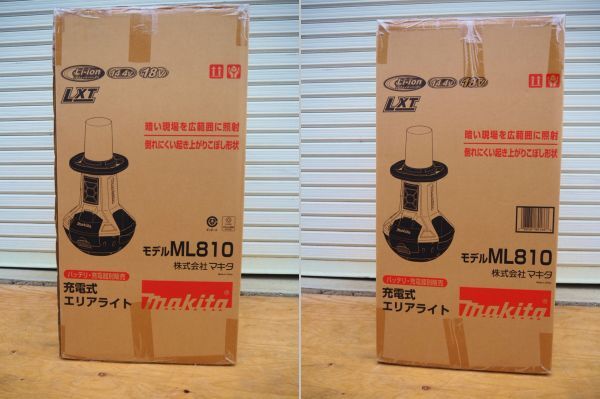 Li-ion 14.4V 18V
LXT
暗い現場を広範囲に照射
倒れにくい起き上がりこぼし形状
makita
モデルML810
株式会社マキタ
バッテリ・充電器別販売
充電式
エリアライト
makita®
Li-ion 14.4V 18V
LXT
暗い現場を広範囲に照射
倒れにくい起き上がりこぼし形状
makita
モデルML810
株式会社マキタ
バッテリ・充電器別販売
充電式
エリアライト
makita®